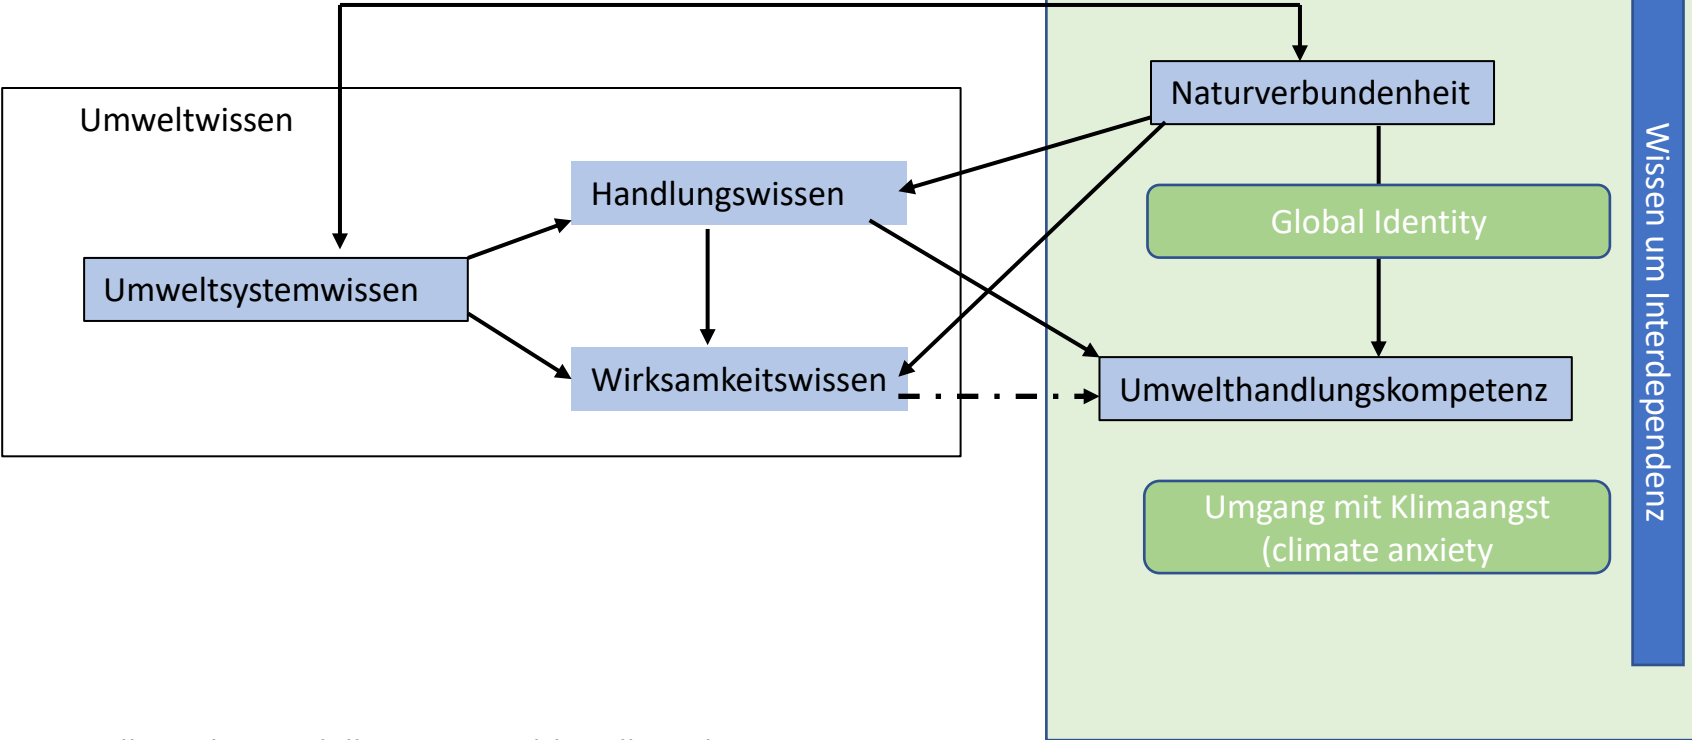 Naturverbundenheit
Umweltwissen
Handlungswissen
Global Identity
Umweltsystemwissen
Wirksamkeitswissen
Umwelthandlungskompetenz
Umgang mit Klimaangst
(climate anxiety
Wissen um Interdependenz